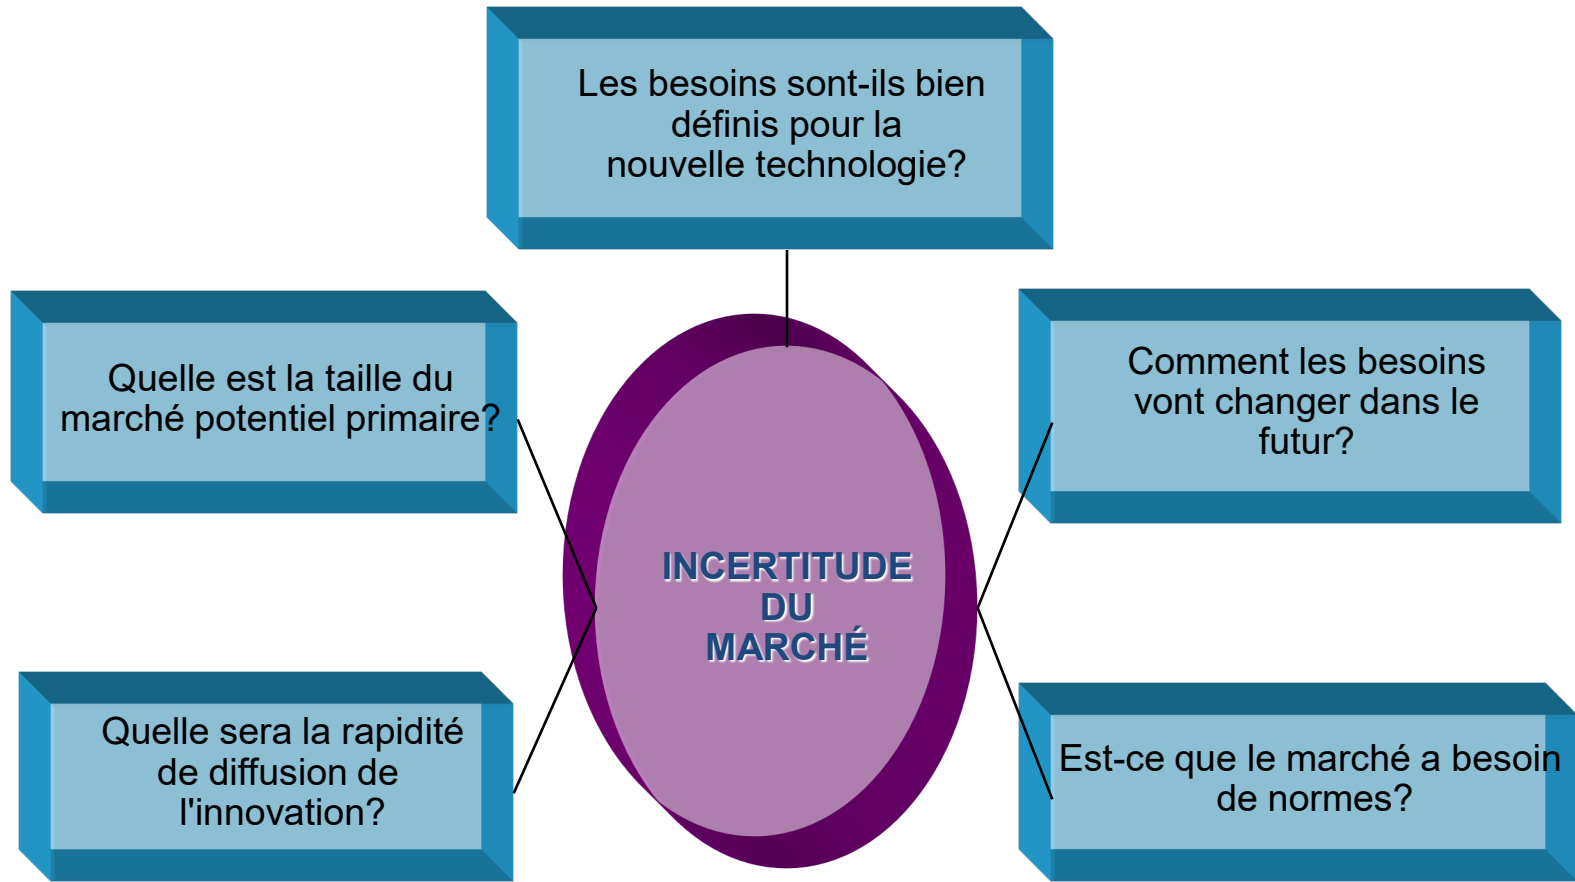 Les besoins sont-ils bien
définis pour la
nouvelle technologie?
Quelle est la taille du
marché potentiel primaire?
Comment les besoins
vont changer dans le
futur?
INCERTITUDE
DU
MARCHÉ
Quelle sera la rapidité
de diffusion de
l'innovation?
Est-ce que le marché a besoin
de normes?